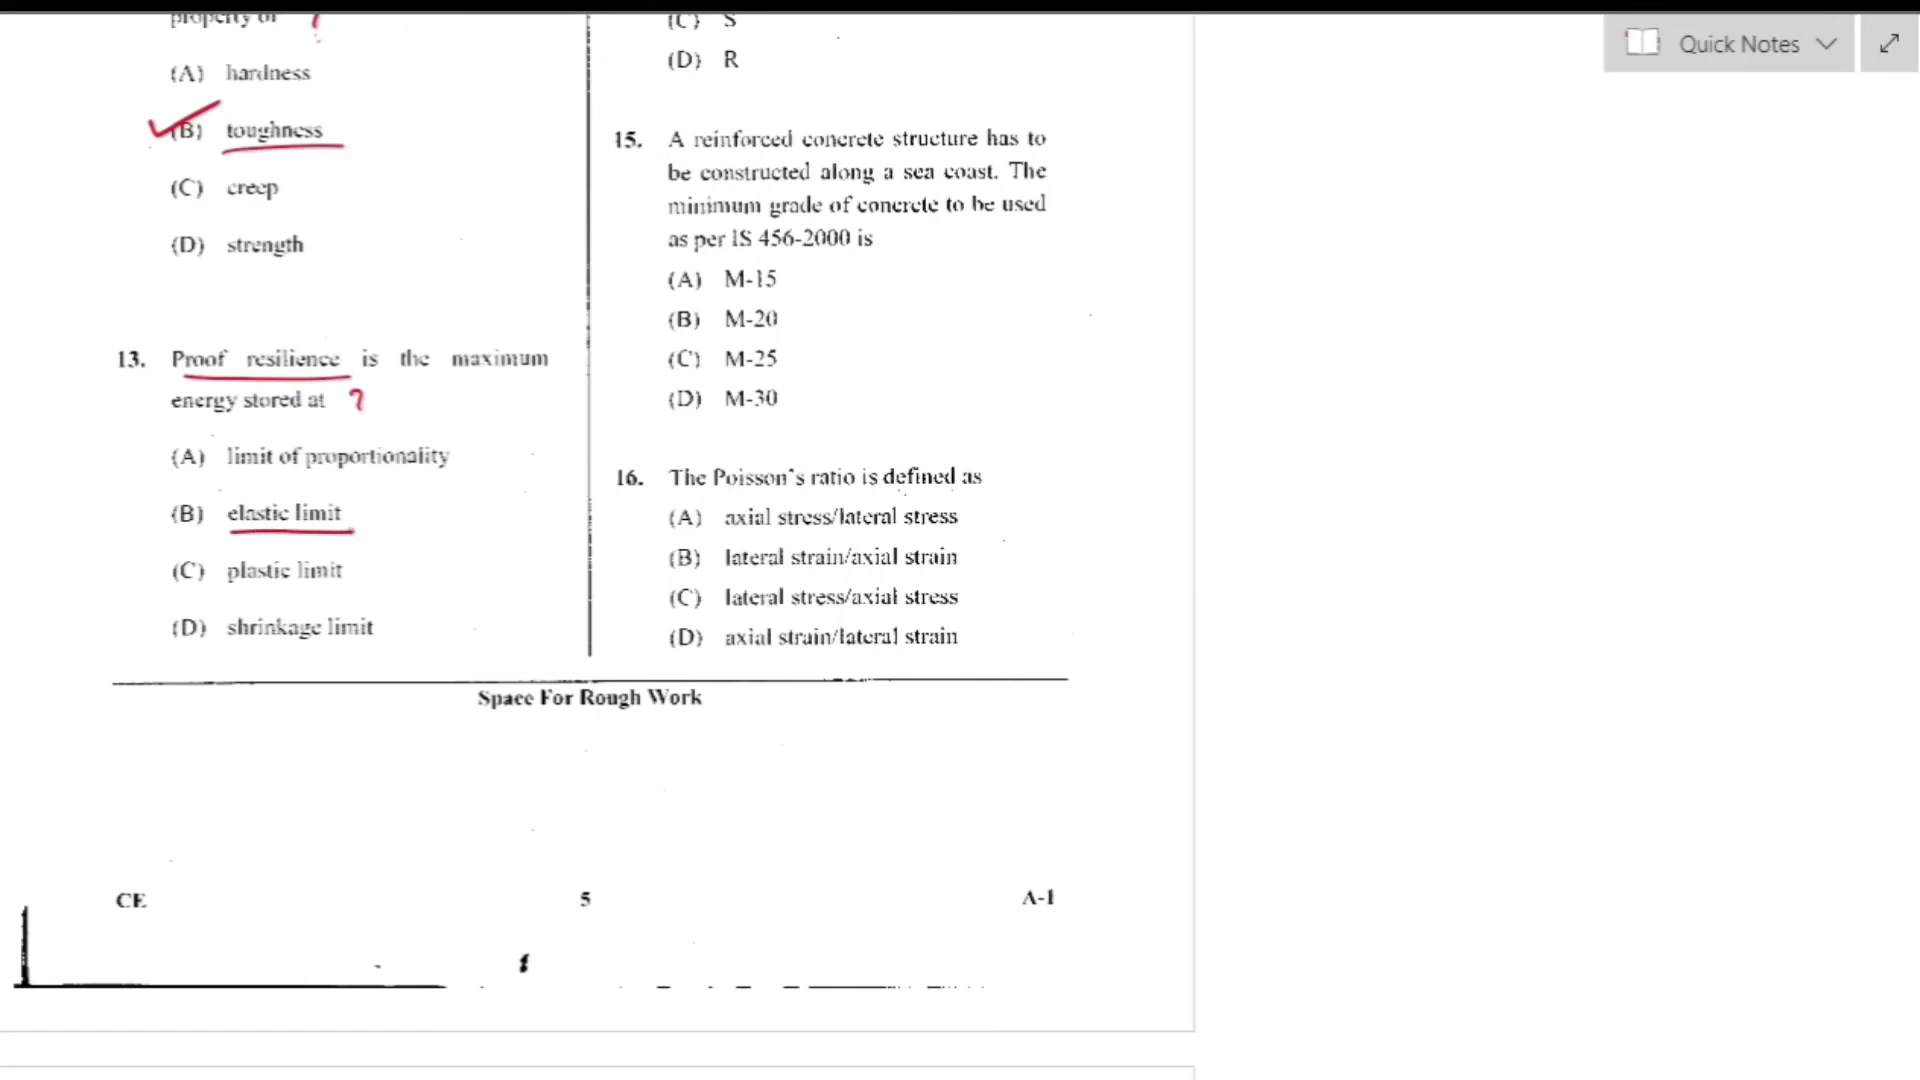 property of ?
(A) hardness
(B) toughness
(C) creep
(D) strength
13. Proof resilience is the maximum
energy stored at ?
(A) limit of proportionality
(B) elastic limit
(C) plastic limit
(D) shrinkage limit
(C) S
(D) R
15. A reinforced concrete structure has to
be constructed along a sea coast. The
minimum grade of concrete to be used
as per IS 456-2000 is
(A) M-15
(B) M-20
(C) M-25
(D) M-30
16. The Poisson's ratio is defined as
(A) axial stress/lateral stress
(B) lateral strain/axial strain
(C) lateral stress/axial stress
(D) axial strain/lateral strain
Space For Rough Work
CE 5 A-1
Quick Notes